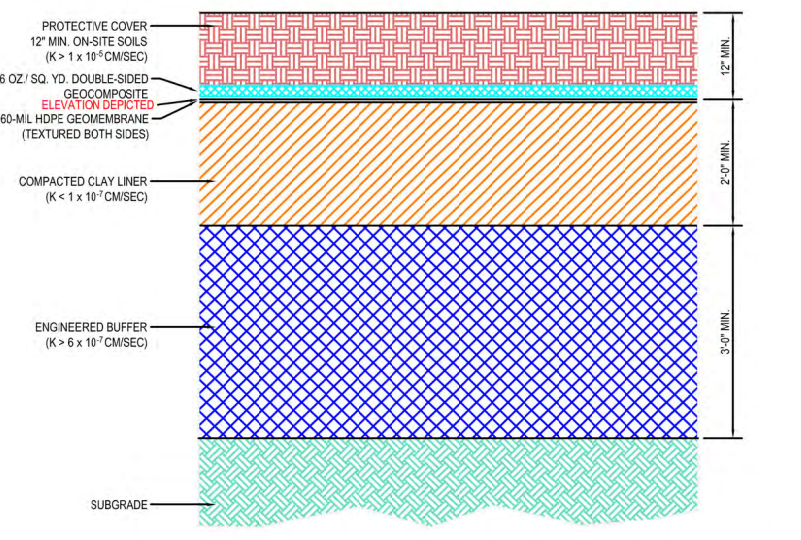 PROTECTIVE COVER
12" MIN. ON-SITE SOILS
(K > 1 x 10⁻⁵ CM/SEC)
6 OZ./ SQ. YD. DOUBLE-SIDED
GEOCOMPOSITE
ELEVATION DEPICTED
60-MIL HDPE GEOMEMBRANE
(TEXTURED BOTH SIDES)
COMPACTED CLAY LINER
(K < 1 x 10⁻⁷ CM/SEC)
ENGINEERED BUFFER
(K > 6 x 10⁻⁷ CM/SEC)
SUBGRADE
12" MIN.
2'-0" MIN.
3'-0" MIN.